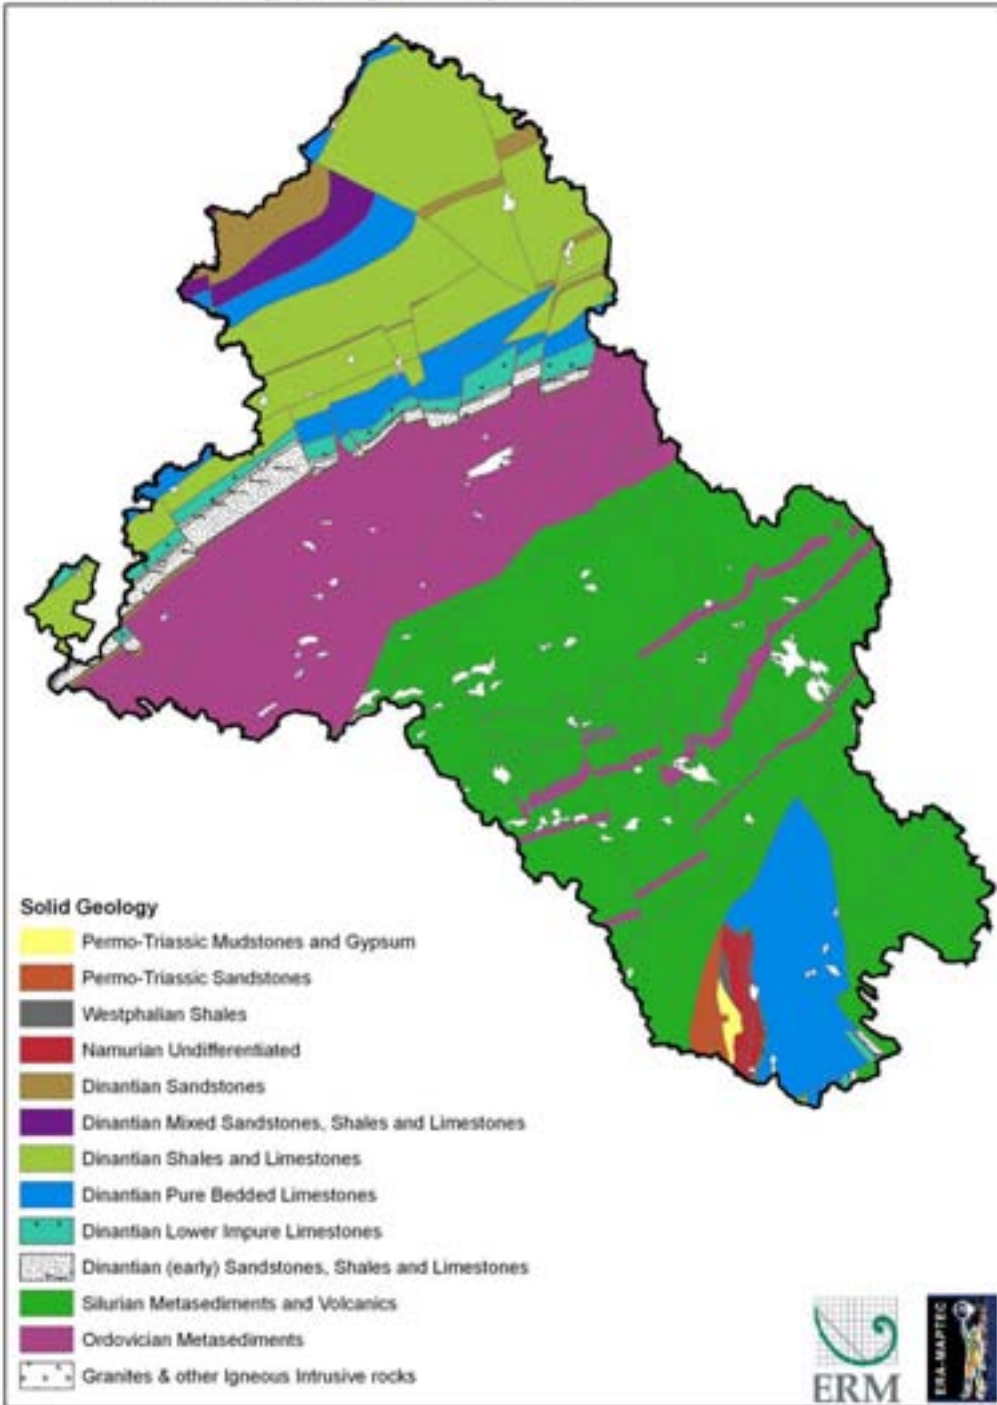 Solid Geology
Permo-Triassic Mudstones and Gypsum
Permo-Triassic Sandstones
Westphalian Shales
Namurian Undifferentiated
Dinantian Sandstones
Dinantian Mixed Sandstones, Shales and Limestones
Dinantian Shales and Limestones
Dinantian Pure Bedded Limestones
Dinantian Lower Impure Limestones
Dinantian (early) Sandstones, Shales and Limestones
Silurian Metasediments and Volcanics
Ordovician Metasediments
Granites & other Igneous Intrusive rocks
ERM
ERA-MAPTEC